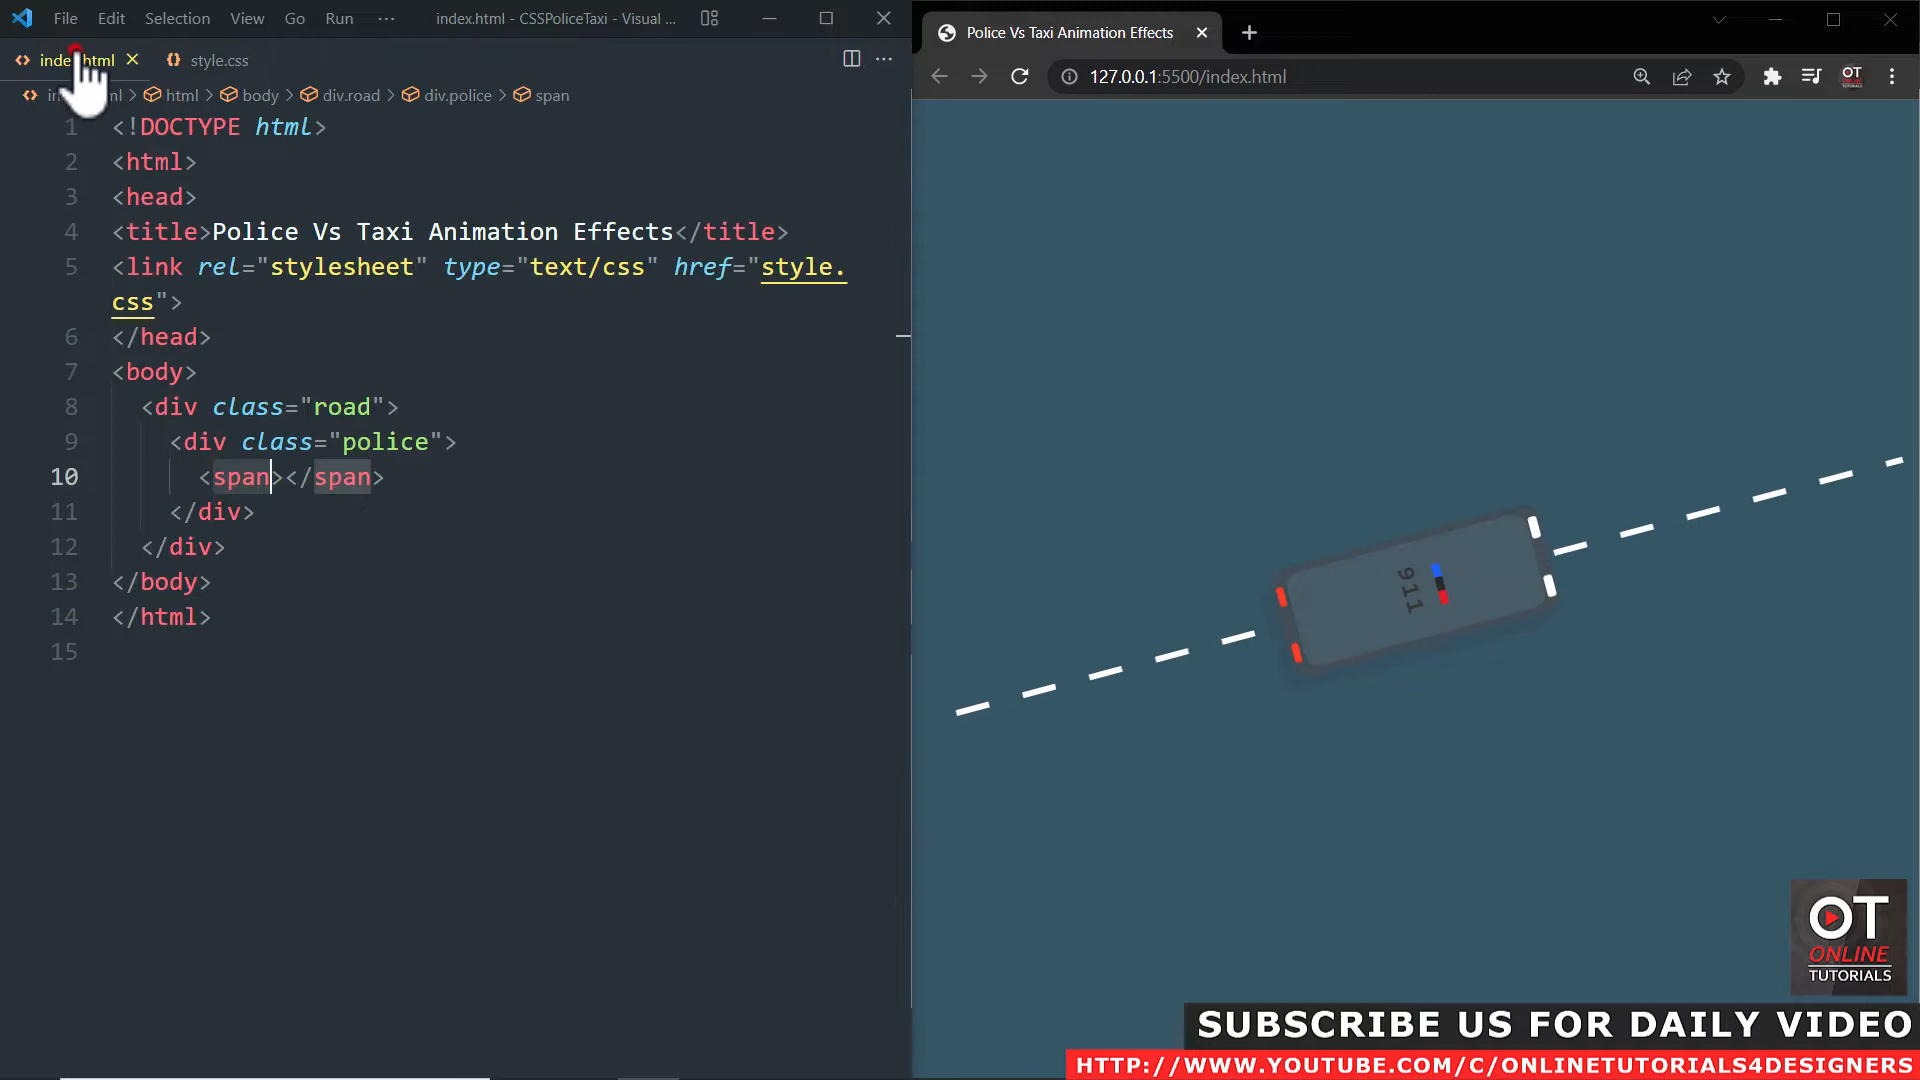 File Edit Selection View Go Run ··· index.html - CSSPoliceTaxi - Visual ...
style.css
html > body > div.road > div.police > span
1 <!DOCTYPE html>
2 <html>
3 <head>
4 <title>Police Vs Taxi Animation Effects</title>
5 <link rel="stylesheet" type="text/css" href="style.
css">
6 </head>
7 <body>
8 <div class="road">
9 <div class="police">
10 <span></span>
11 </div>
12 </div>
13 </body>
14 </html>
15
Police Vs Taxi Animation Effects
127.0.0.1:5500/index.html
911
OT
ONLINE
TUTORIALS
SUBSCRIBE US FOR DAILY VIDEO
HTTP://WWW.YOUTUBE.COM/C/ONLINETUTORIALS4DESIGNERS